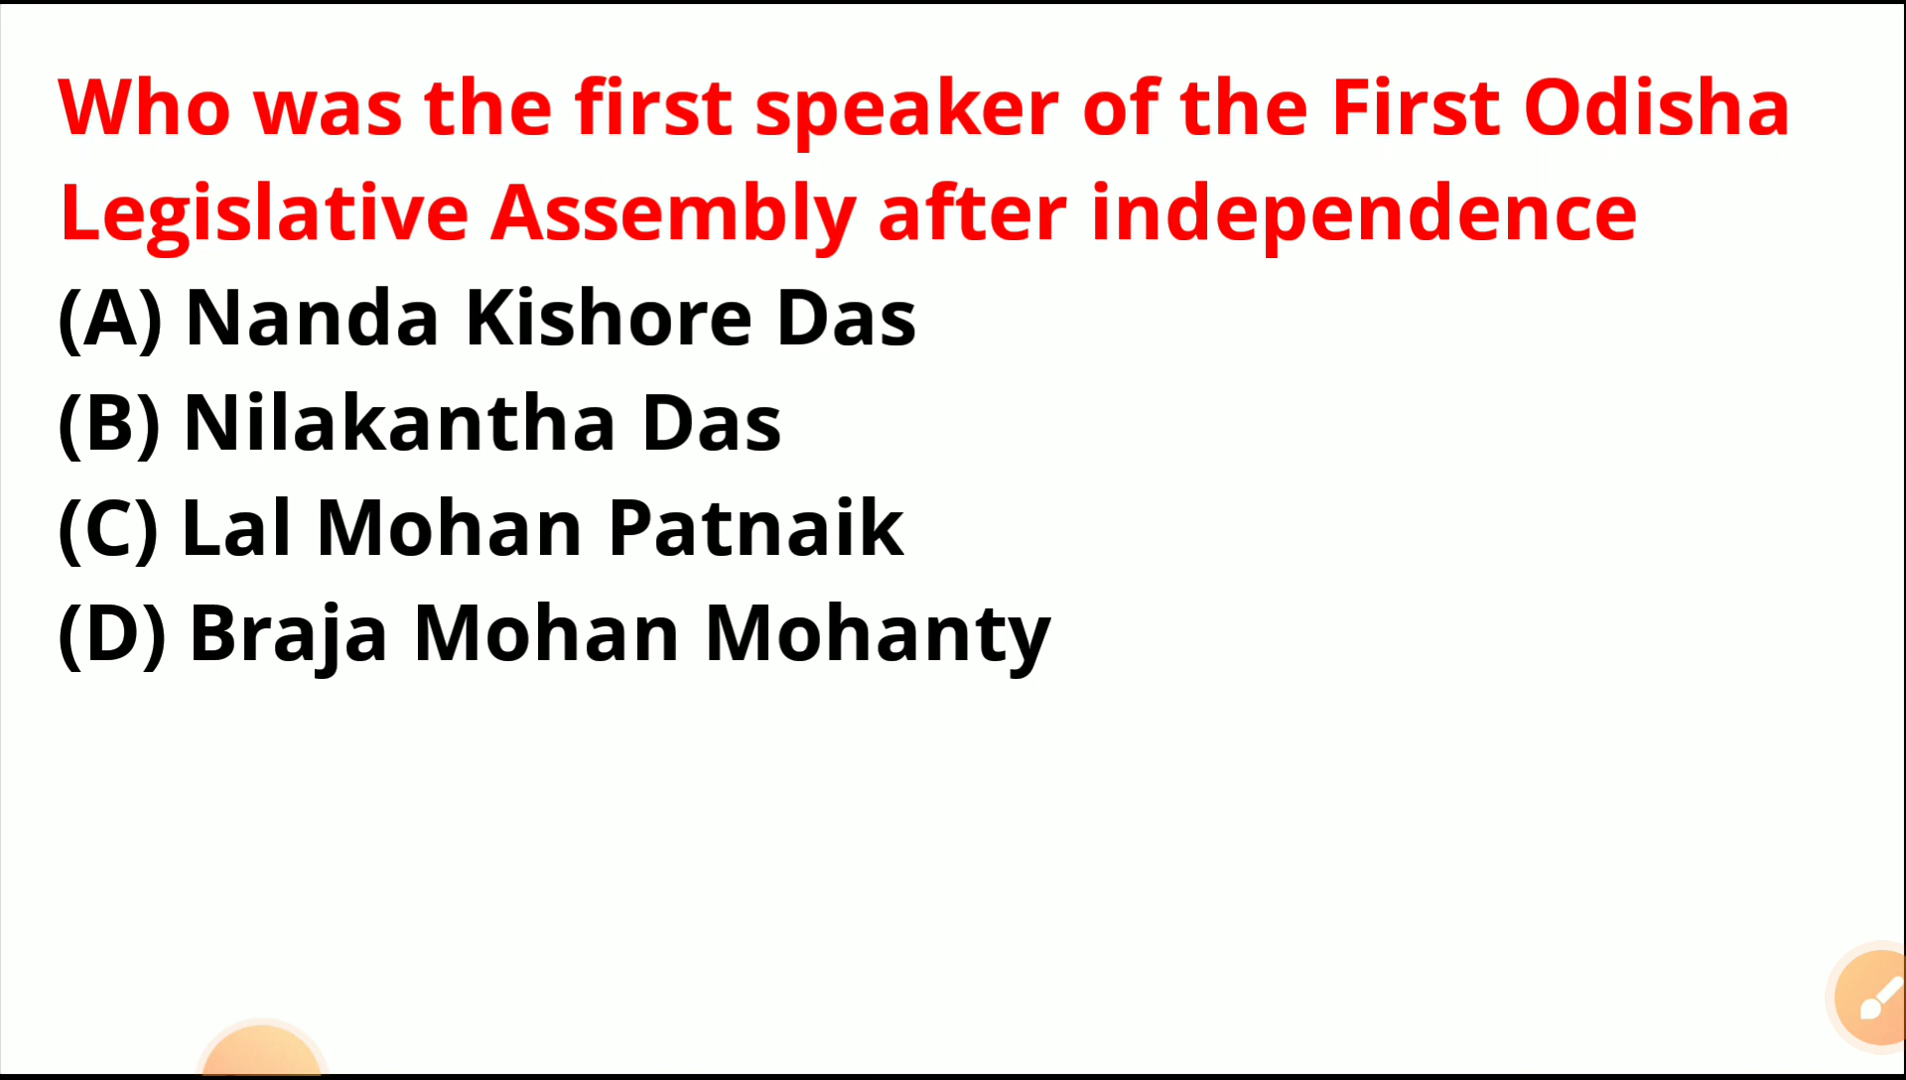 Who was the first speaker of the First Odisha
Legislative Assembly after independence
(A) Nanda Kishore Das
(B) Nilakantha Das
(C) Lal Mohan Patnaik
(D) Braja Mohan Mohanty